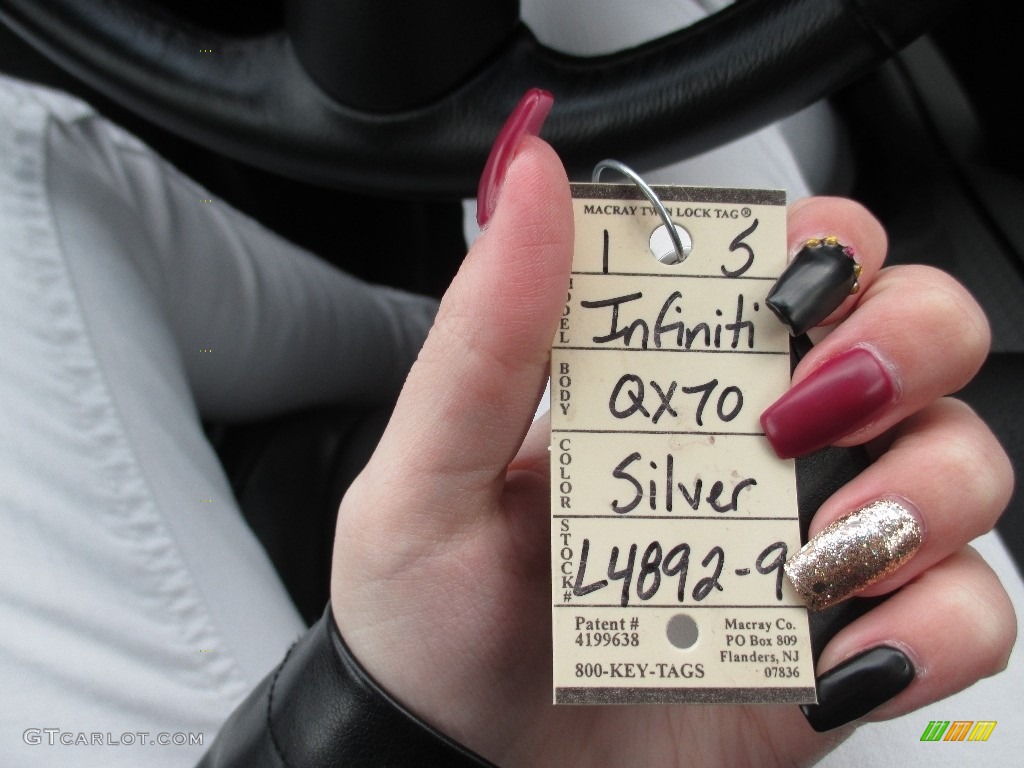 MACRAY TWIN LOCK TAG®
1 5
MODEL Infiniti
BODY QX70
COLOR Silver
STOCK# L4892-9
Patent #
4199638
800-KEY-TAGS
Macray Co.
PO Box 809
Flanders, NJ
07836
GTCARLOT.COM